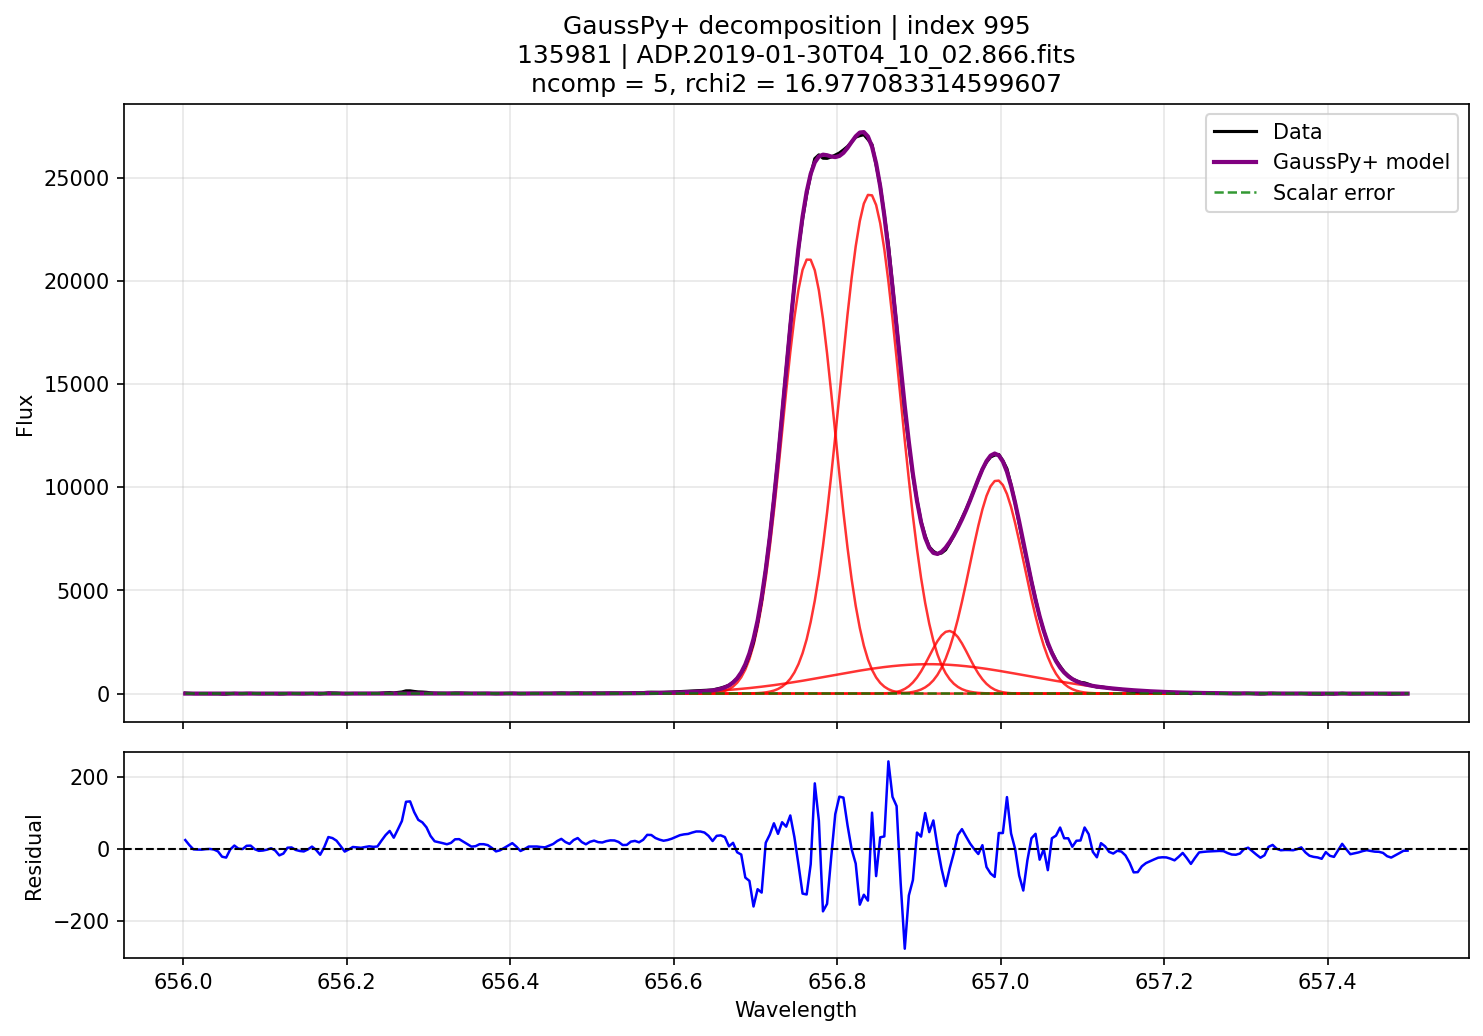 GaussPy+ decomposition | index 995
135981 | ADP.2019-01-30T04_10_02.866.fits
ncomp = 5, rchi2 = 16.977083314599607
Data
GaussPy+ model
Scalar error
Flux
25000
20000
15000
10000
5000
0
Residual
200
0
−200
656.0 656.2 656.4 656.6 656.8 657.0 657.2 657.4
Wavelength